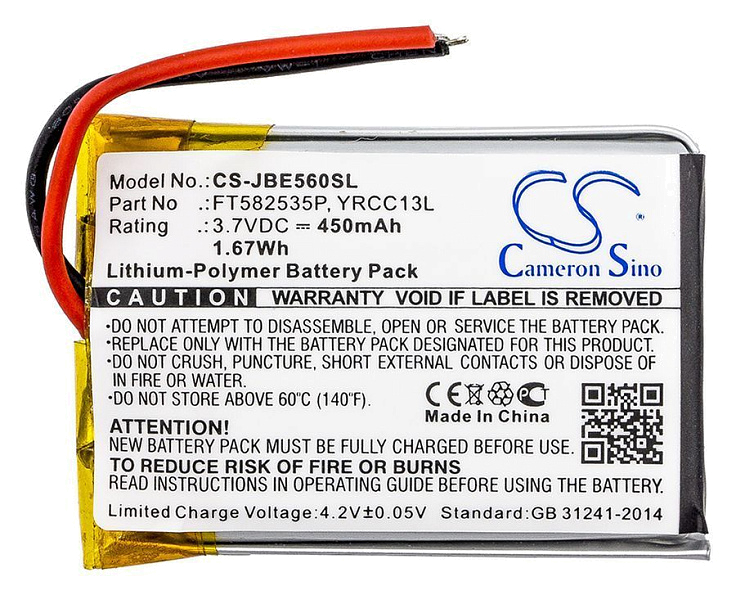 Model No.:CS-JBE560SL
Part No .:FT582535P, YRCC13L
Rating .:3.7VDC ⎓ 450mAh
1.67Wh
Lithium-Polymer Battery Pack
CS
Cameron Sino
CAUTION WARRANTY VOID IF LABEL IS REMOVED
•DO NOT ATTEMPT TO DISASSEMBLE, OPEN OR SERVICE THE BATTERY PACK.
•REPLACE ONLY WITH BATTERY PACK DESIGNATED FOR THIS PRODUCT.
•DO NOT CRUSH, PUNCTURE, SHORT EXTERNAL CONTACTS OR DISPOSE OF
IN FIRE OR WATER.
•DO NOT STORE ABOVE 60°C (140°F).
CE PCT
Made In China
ATTENTION!
NEW BATTERY PACK MUST BE FULLY CHARGED BEFORE USE.
TO REDUCE RISK OF FIRE OR BURNS
READ INSTRUCTIONS IN OPERATING GUIDE BEFORE USING BATTERY PACK.
Limited Charge Voltage:4.2V±0.05V Standard:GB 31241-2014